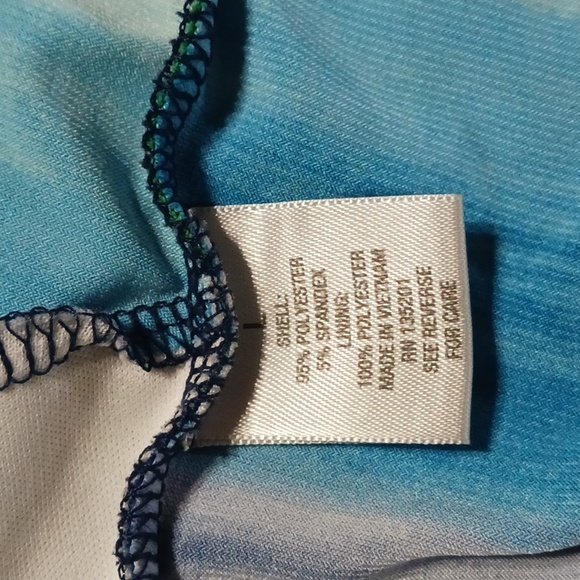 L
SHELL:
95% POLYESTER
5% SPANDEX
LINING:
100% POLYESTER
MADE IN VIETNAM
RN 135201
SEE REVERSE
FOR CARE